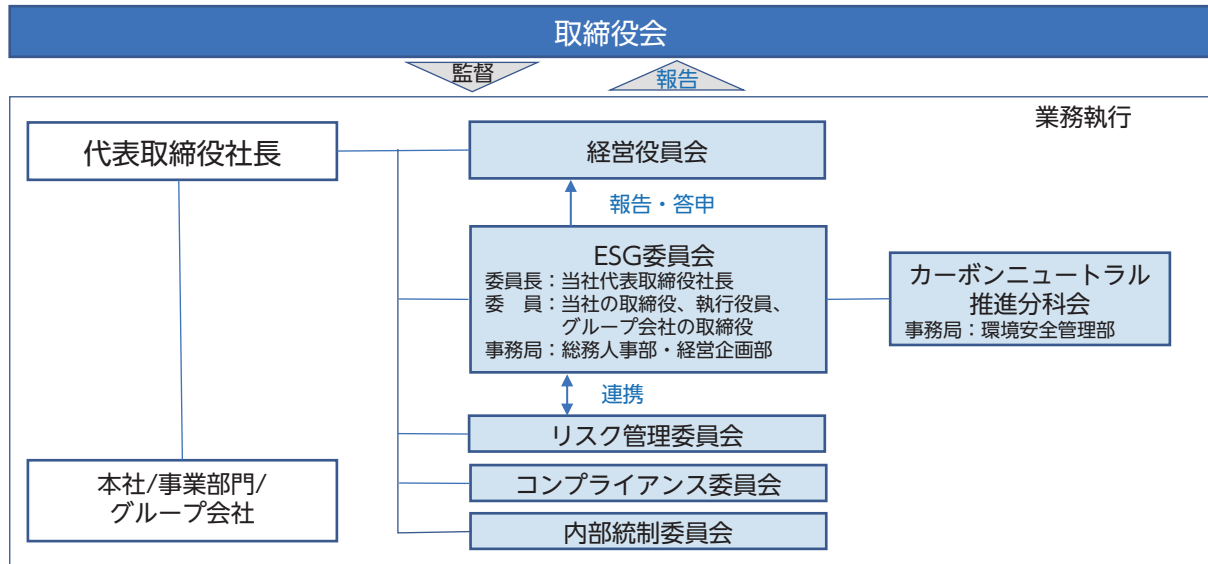 取締役会
監督
報告
業務執行
代表取締役社長
経営役員会
報告・答申
ESG委員会
委員長：当社代表取締役社長
委　員：当社の取締役、執行役員、
グループ会社の取締役
事務局：総務人事部・経営企画部
カーボンニュートラル
推進分科会
事務局：環境安全管理部
連携
リスク管理委員会
本社/事業部門/
グループ会社
コンプライアンス委員会
内部統制委員会